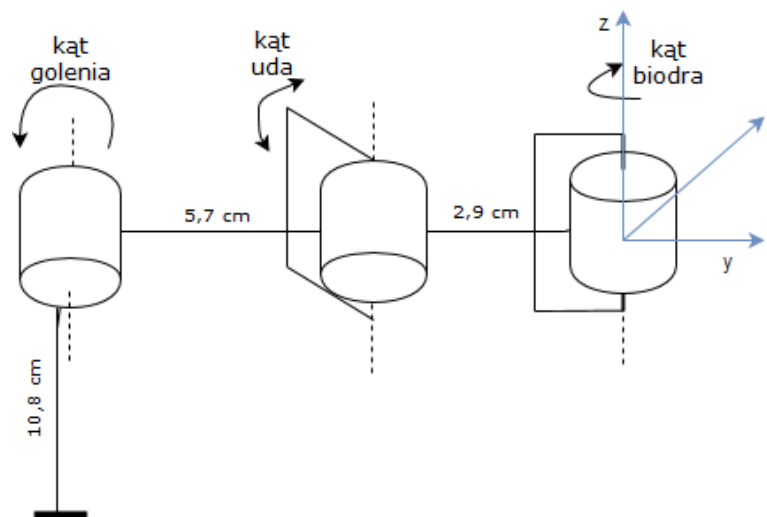 kąt
golenia
kąt
uda
z
kąt
biodra
5,7 cm
2,9 cm
y
10,8 cm